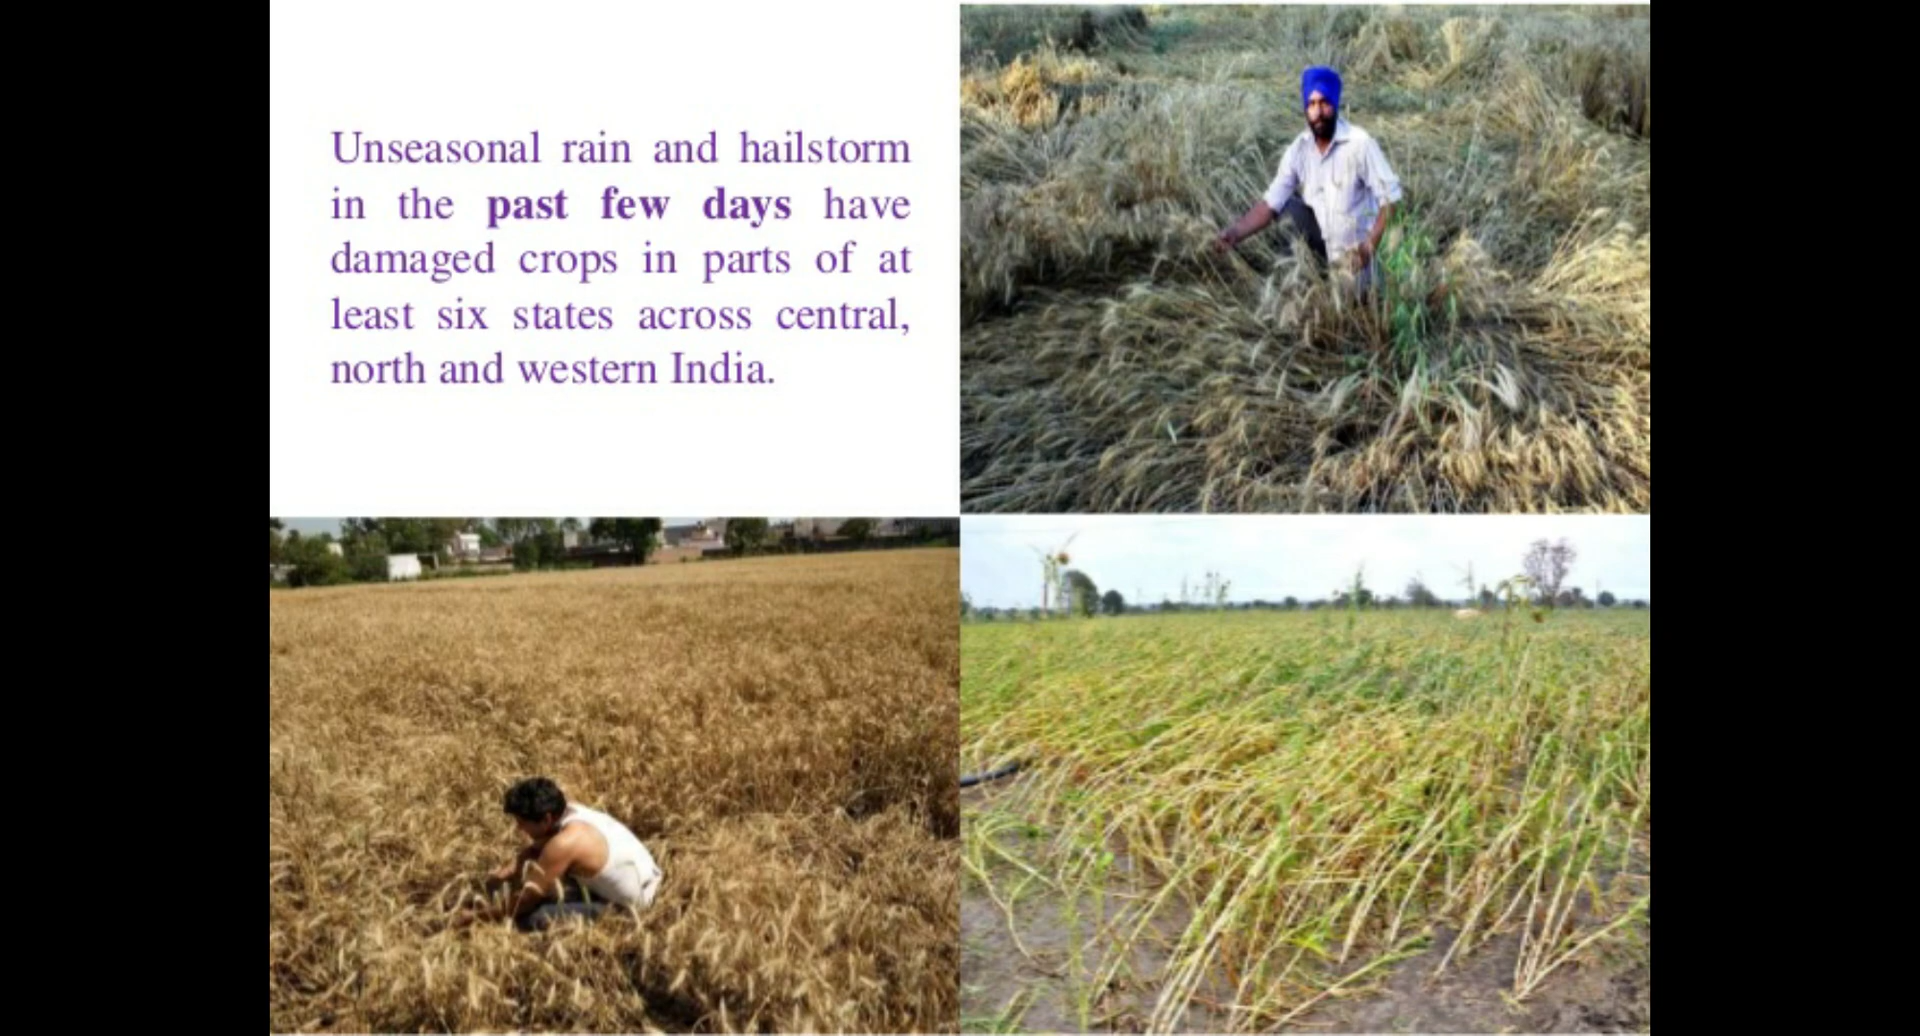 Unseasonal rain and hailstorm
in the past few days have
damaged crops in parts of at
least six states across central,
north and western India.